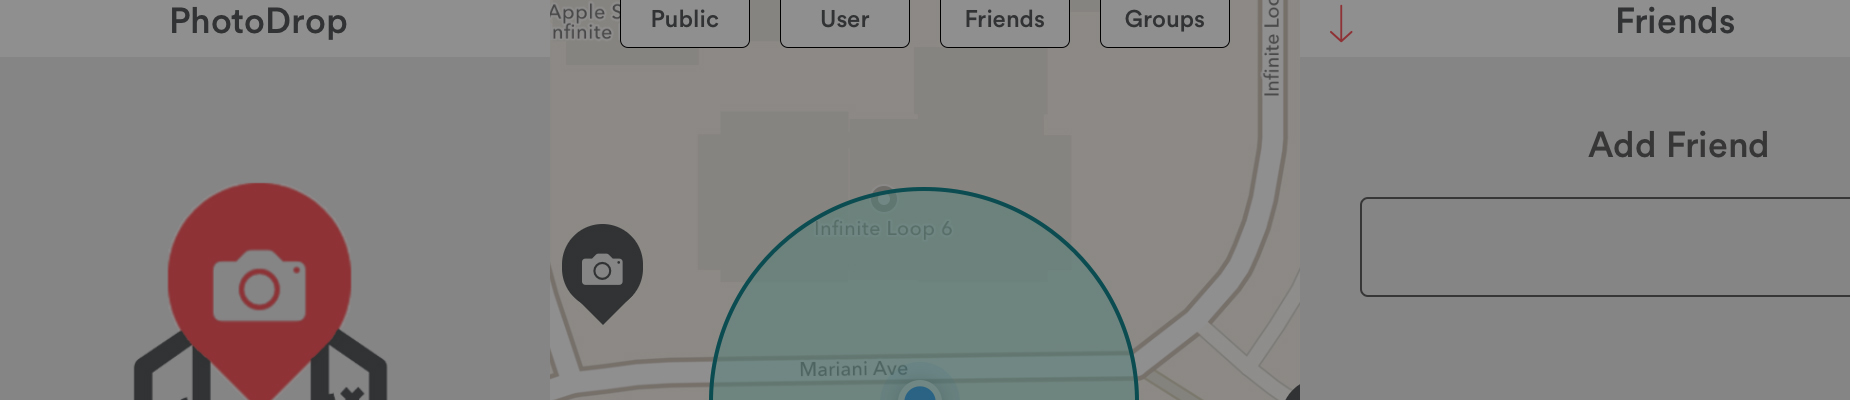 PhotoDrop
Apple S
nfinite
Public
User
Friends
Groups
Infinite Loo
Infinite Loop 6
Mariani Ave
Friends
Add Friend